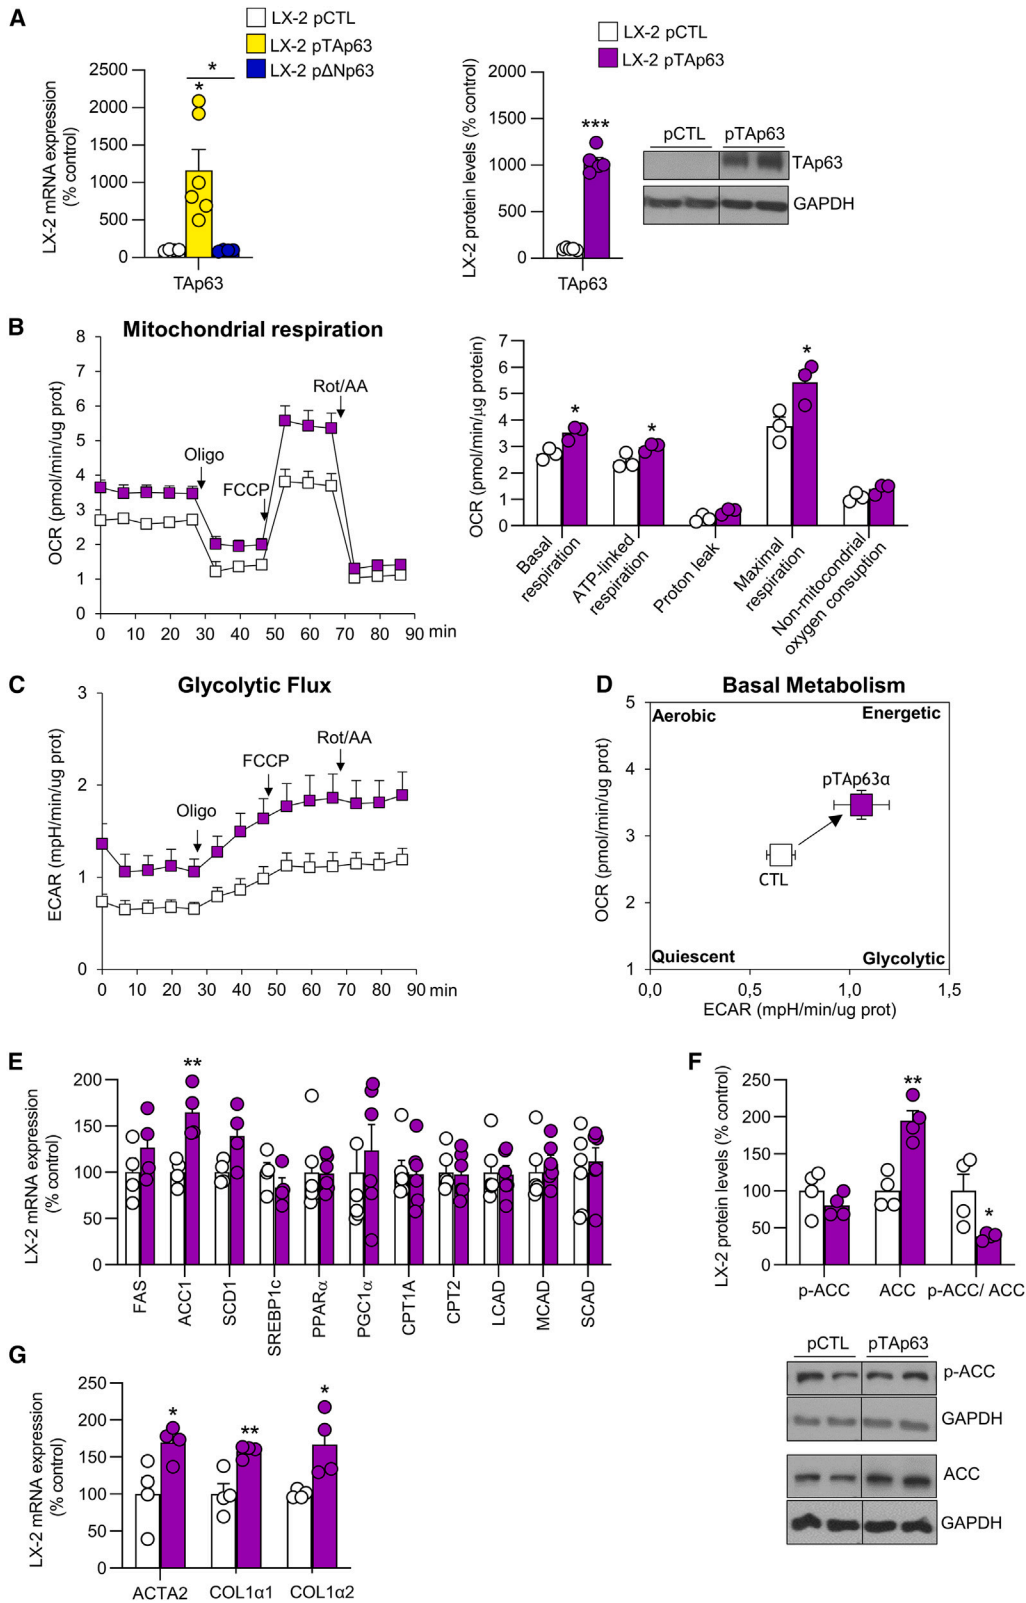 A
LX-2 pCTL
LX-2 pTAp63
LX-2 pΔNp63
LX-2 mRNA expression
(% control)
2500
2000
1500
1000
500
0
*
*
TAp63
LX-2 pCTL
LX-2 pTAp63
LX-2 protein levels (% control)
2000
1500
1000
500
0
***
TAp63
pCTL pTAp63
TAp63
GAPDH
B
Mitochondrial respiration
OCR (pmol/min/ug prot)
8
7
6
5
4
3
2
1
0
Oligo
FCCP
Rot/AA
0 10 20 30 40 50 60 70 80 90 min
OCR (pmol/min/µg protein)
7
6
5
4
3
2
1
0
*
*
*
Basal
respiration
ATP-linked
respiration
Proton leak
Maximal
respiration
Non-mitocondrial
oxygen consuption
C
Glycolytic Flux
ECAR (mpH/min/ug prot)
3
2
1
0
Oligo
FCCP
Rot/AA
0 10 20 30 40 50 60 70 80 90 min
D
Basal Metabolism
OCR (pmol/min/ug prot)
5
4
3
2
1
Aerobic
Energetic
pTAp63α
CTL
Quiescent
Glycolytic
0,0 0,5 1,0 1,5
ECAR (mpH/min/ug prot)
E
LX-2 mRNA expression
(% control)
200
150
100
50
0
**
FAS
ACC1
SCD1
SREBP1c
PPARα
PGC1α
CPT1A
CPT2
LCAD
MCAD
SCAD
F
LX-2 protein levels (% control)
250
200
150
100
50
0
**
*
p-ACC ACC p-ACC/ ACC
pCTL pTAp63
p-ACC
GAPDH
ACC
GAPDH
G
LX-2 mRNA expression
(% control)
250
200
150
100
50
0
*
**
*
ACTA2 COL1α1 COL1α2